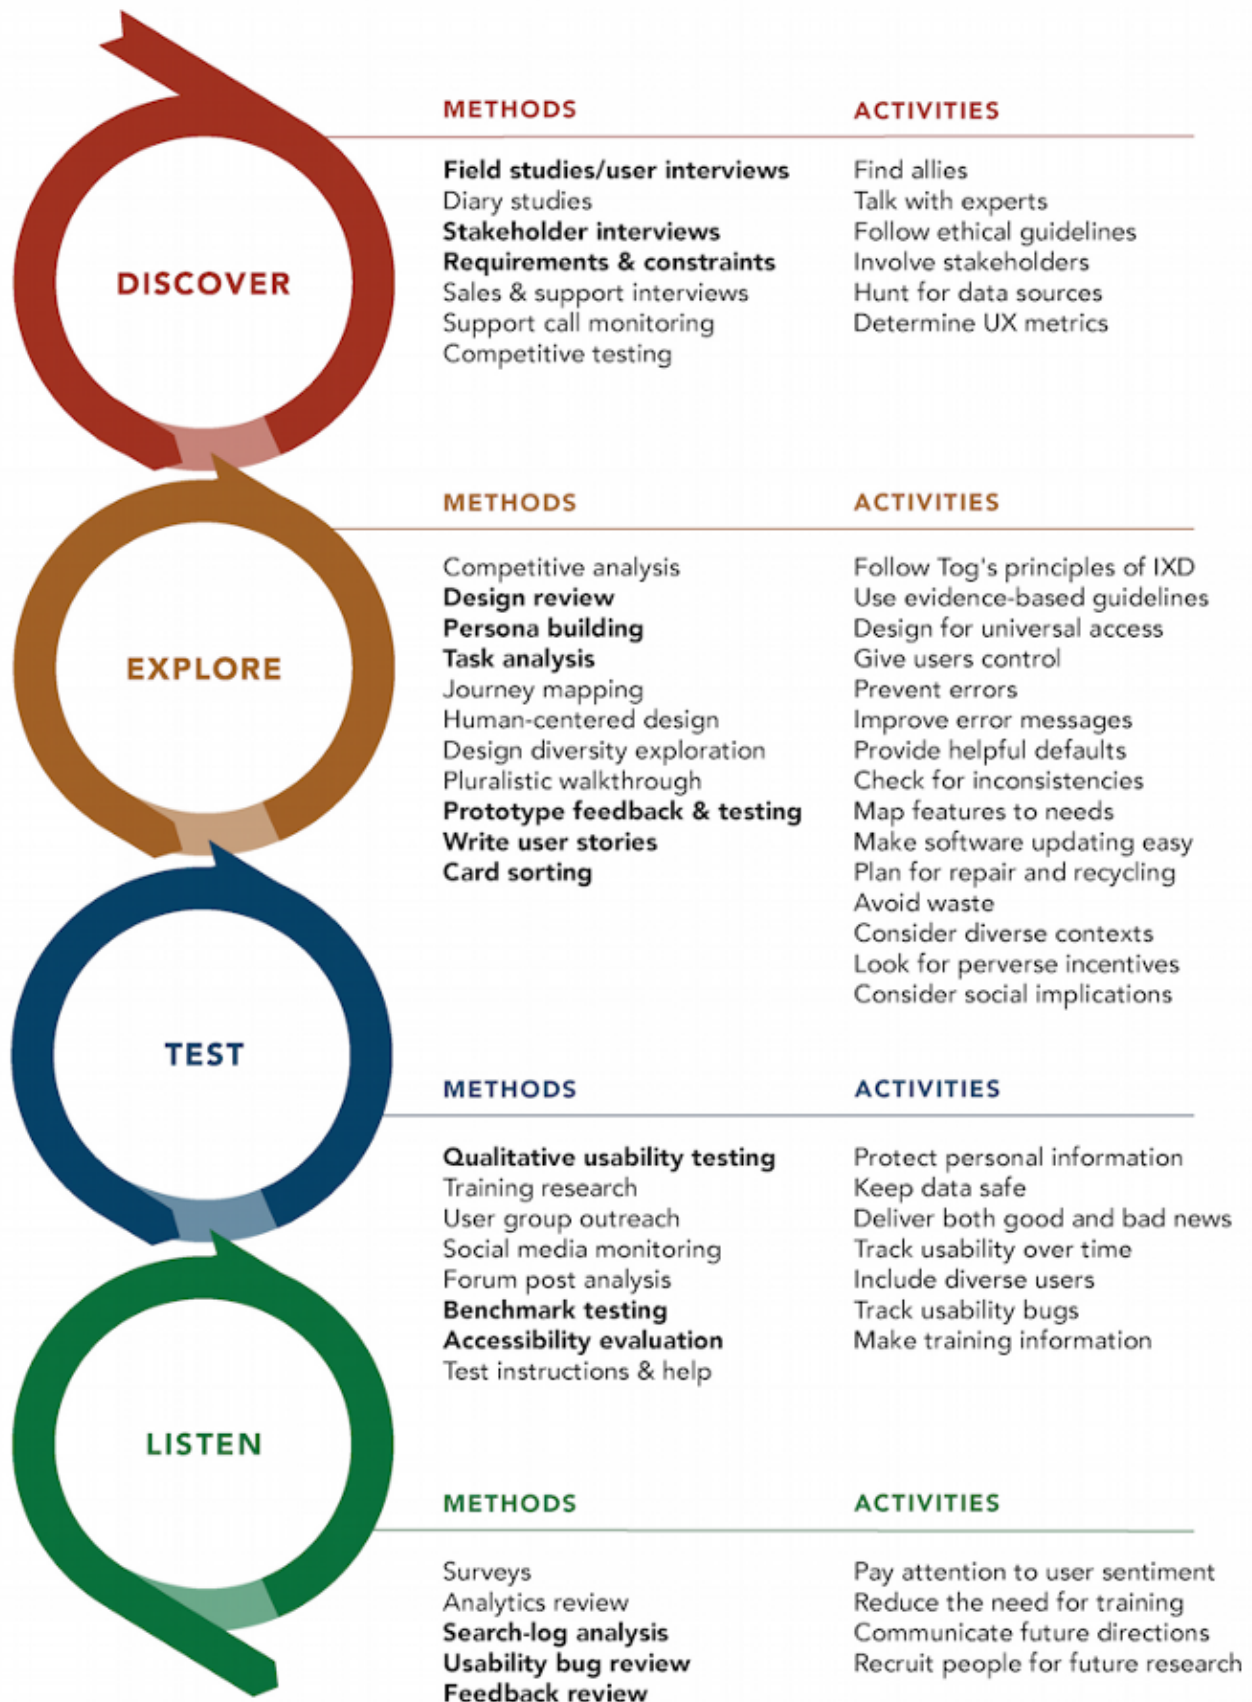 DISCOVER
METHODS
Field studies/user interviews
Diary studies
Stakeholder interviews
Requirements & constraints
Sales & support interviews
Support call monitoring
Competitive testing
ACTIVITIES
Find allies
Talk with experts
Follow ethical guidelines
Involve stakeholders
Hunt for data sources
Determine UX metrics
EXPLORE
METHODS
Competitive analysis
Design review
Persona building
Task analysis
Journey mapping
Human-centered design
Design diversity exploration
Pluralistic walkthrough
Prototype feedback & testing
Write user stories
Card sorting
ACTIVITIES
Follow Tog's principles of IXD
Use evidence-based guidelines
Design for universal access
Give users control
Prevent errors
Improve error messages
Provide helpful defaults
Check for inconsistencies
Map features to needs
Make software updating easy
Plan for repair and recycling
Avoid waste
Consider diverse contexts
Look for perverse incentives
Consider social implications
TEST
METHODS
Qualitative usability testing
Training research
User group outreach
Social media monitoring
Forum post analysis
Benchmark testing
Accessibility evaluation
Test instructions & help
ACTIVITIES
Protect personal information
Keep data safe
Deliver both good and bad news
Track usability over time
Include diverse users
Track usability bugs
Make training information
LISTEN
METHODS
Surveys
Analytics review
Search-log analysis
Usability bug review
Feedback review
ACTIVITIES
Pay attention to user sentiment
Reduce the need for training
Communicate future directions
Recruit people for future research